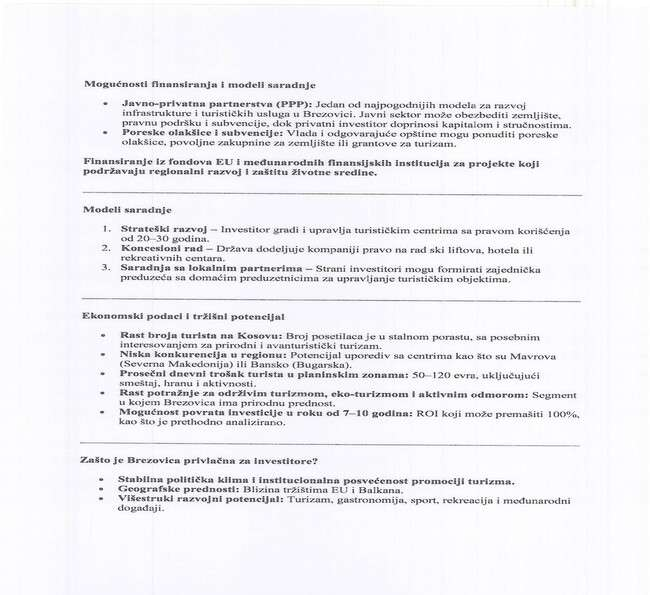 Mogućnosti finansiranja i modeli saradnje
• Javno-privatna partnerstva (PPP): Jedan od najpogodnijih modela za razvoj
infrastrukture i turističkih usluga u Brezovici. Javni sektor može obezbediti zemljište,
pravnu podršku i subvencije, dok privatni investitor doprinosi kapitalom i stručnostima.
• Poreske olakšice i subvencije: Vlada i odgovarajuće opštine mogu ponuditi poreske
olakšice, povoljne zakupnine za zemljište ili grantove za turizam.
Finansiranje iz fondova EU i međunarodnih finansijskih institucija za projekte koji
podržavaju regionalni razvoj i zaštitu životne sredine.
Modeli saradnje
1. Strateški razvoj – Investitor gradi i upravlja turističkim centrima sa pravom korišćenja
od 20–30 godina.
2. Koncesioni rad – Država dodeljuje kompaniji pravo na rad ski liftova, hotela ili
rekreativnih centara.
3. Saradnja sa lokalnim partnerima – Strani investitori mogu formirati zajednička
preduzeća sa domaćim preduzetnicima za upravljanje turističkim objektima.
Ekonomski podaci i tržišni potencijal
• Rast broja turista na Kosovu: Broj posetilaca je u stalnom porastu, sa posebnim
interesovanjem za prirodni i avanturistički turizam.
• Niska konkurencija u regionu: Potencijal uporediv sa centrima kao što su Mavrova
(Severna Makedonija) ili Bansko (Bugarska).
• Prosečni dnevni trošak turista u planinskim zonama: 50–120 evra, uključujući
smeštaj, hranu i aktivnosti.
• Rast potražnje za održivim turizmom, eko-turizmom i aktivnim odmorom: Segment
u kojem Brezovica ima prirodnu prednost.
• Mogućnost povrata investicije u roku od 7–10 godina: ROI koji može premašiti 100%,
kao što je prethodno analizirano.
Zašto je Brezovica privlačna za investitore?
• Stabilna politička klima i institucionalna posvećenost promociji turizma.
• Geografske prednosti: Blizina tržištima EU i Balkana.
• Višestruki razvojni potencijal: Turizam, gastronomija, sport, rekreacija i međunarodni
događaji.